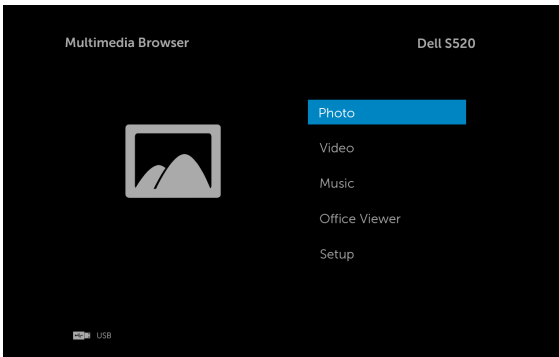 Multimedia Browser
Dell S520
Photo
Video
Music
Office Viewer
Setup
USB